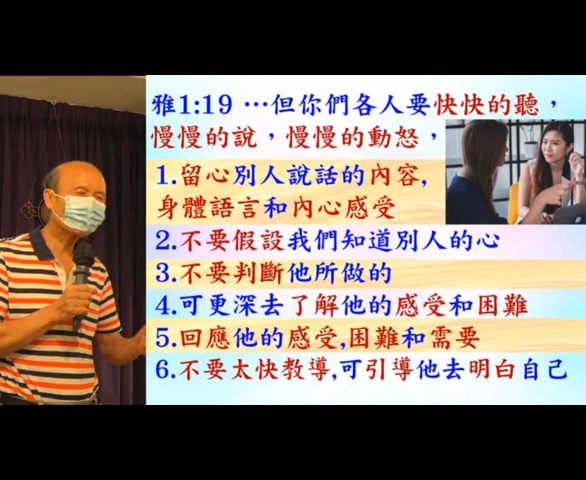 雅1:19 …但你們各人要快快的聽，
慢慢的說，慢慢的動怒，
1.留心別人說話的內容,
身體語言和內心感受
2.不要假設我們知道別人的心
3.不要判斷他所做的
4.可更深去了解他的感受和困難
5.回應他的感受,困難和需要
6.不要太快教導,可引導他去明白自己